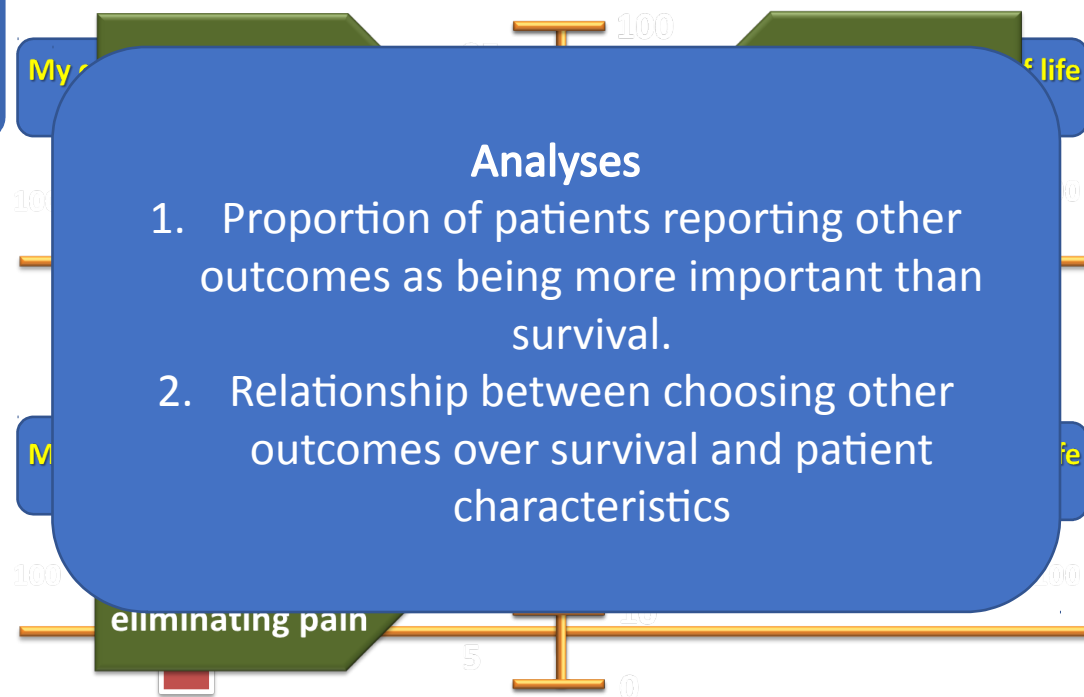 100
My
f life
Analyses
1. Proportion of patients reporting other
outcomes as being more important than
survival.
2. Relationship between choosing other
outcomes over survival and patient
characteristics
M
fe
100
eliminating pain
10
5
0